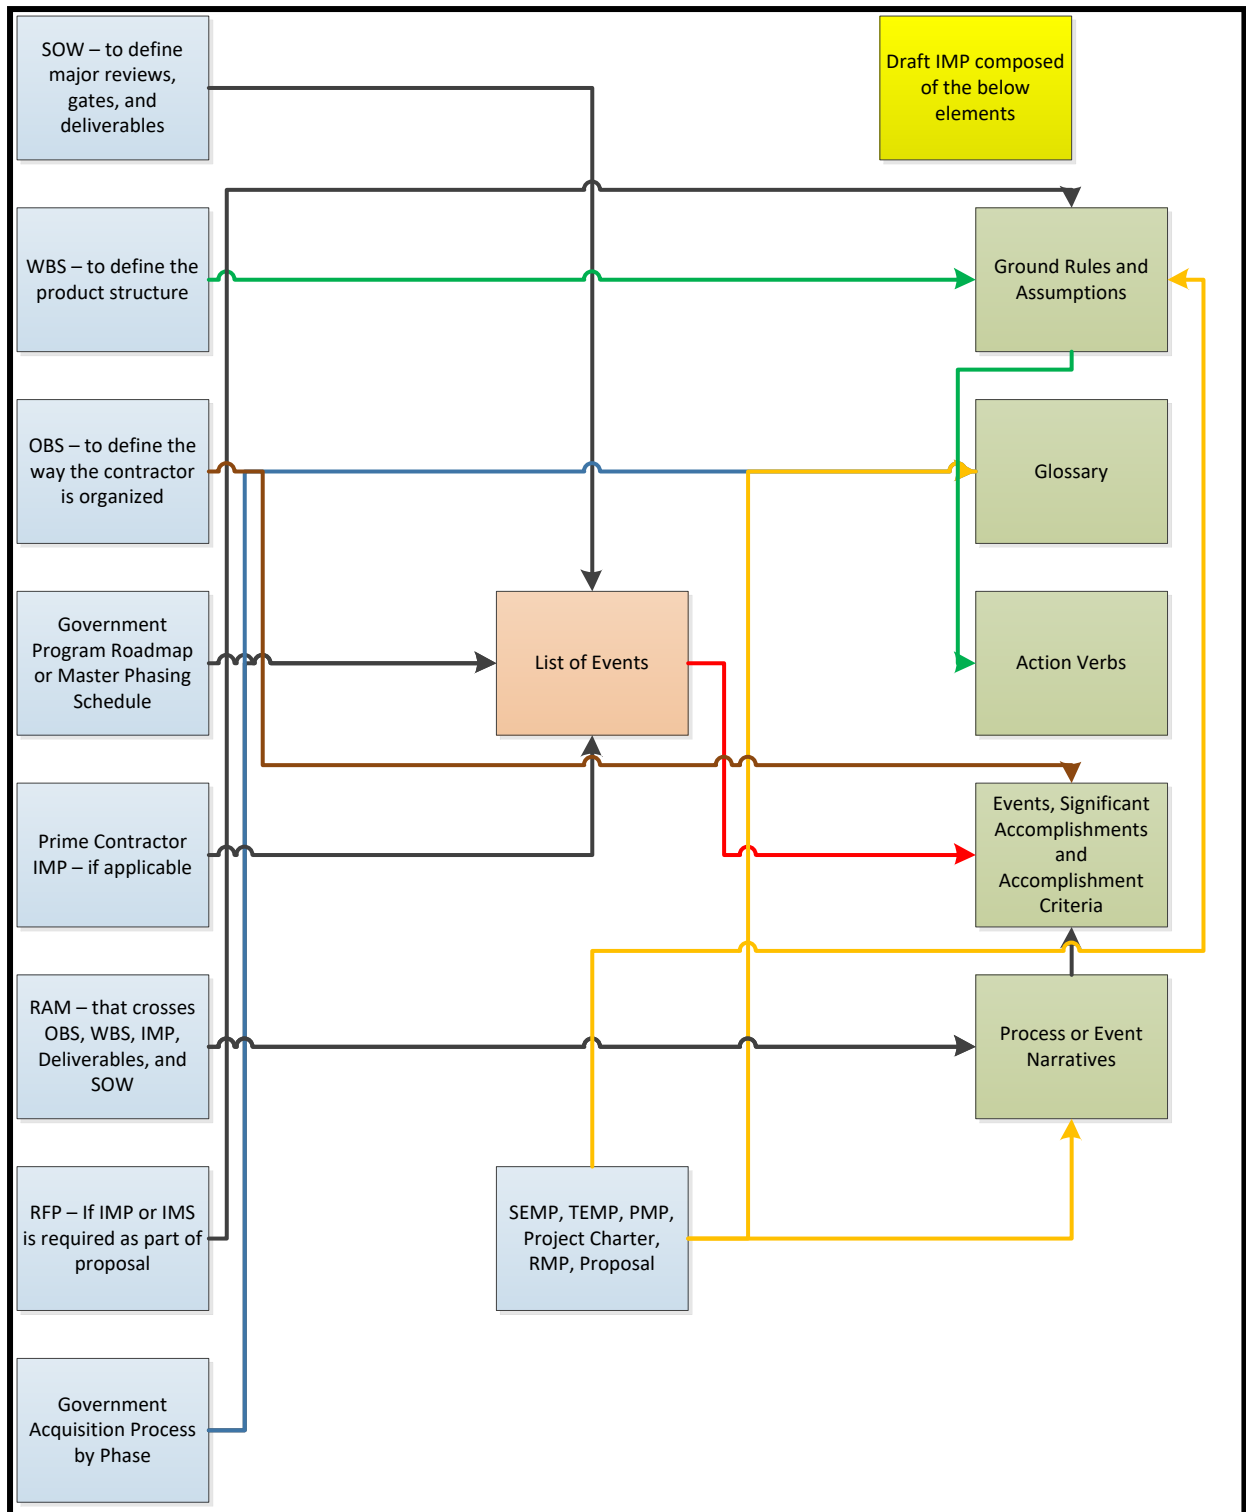 SOW – to define
major reviews,
gates, and
deliverables
Draft IMP composed
of the below
elements
WBS – to define the
product structure
Ground Rules and
Assumptions
OBS – to define the
way the contractor
is organized
Glossary
Government
Program Roadmap
or Master Phasing
Schedule
List of Events
Action Verbs
Prime Contractor
IMP – if applicable
Events, Significant
Accomplishments
and
Accomplishment
Criteria
RAM – that crosses
OBS, WBS, IMP,
Deliverables, and
SOW
Process or Event
Narratives
RFP – If IMP or IMS
is required as part of
proposal
SEMP, TEMP, PMP,
Project Charter,
RMP, Proposal
Government
Acquisition Process
by Phase